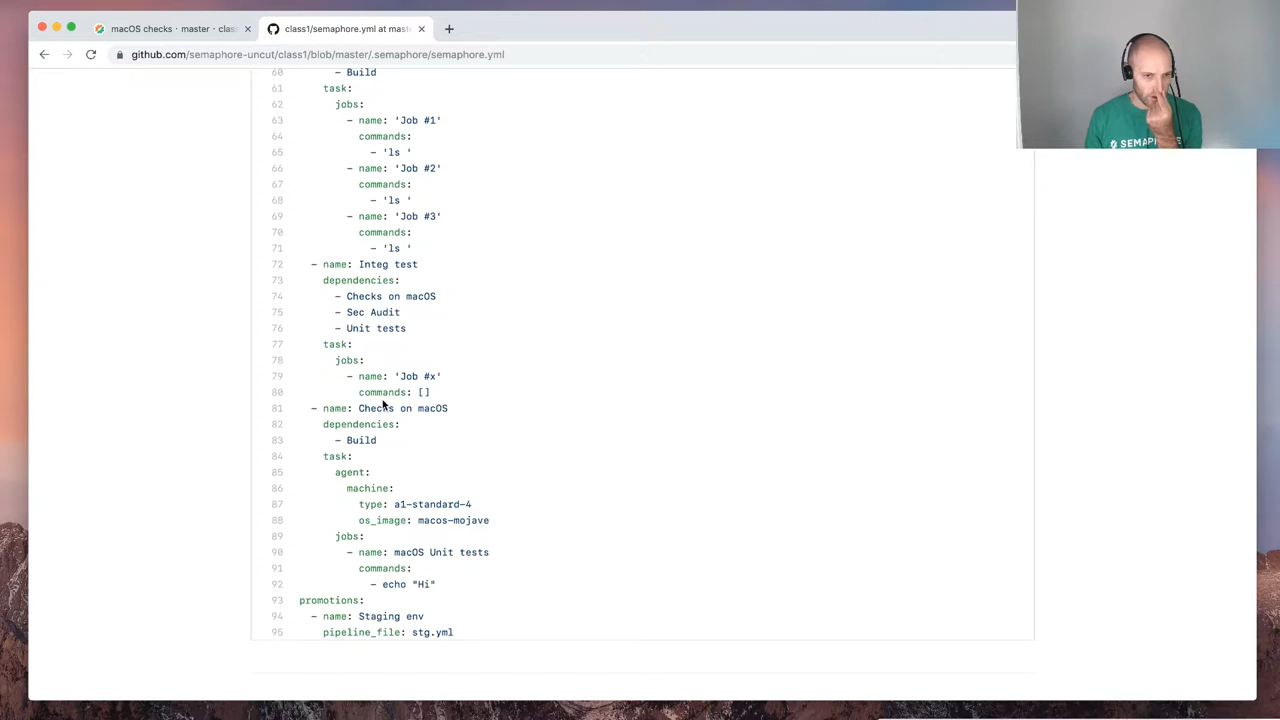 macOS checks · master · clas
class1/semaphore.yml at mast
github.com/semaphore-uncut/class1/blob/master/.semaphore/semaphore.yml
60 - Build
61 task:
62 jobs:
63 - name: 'Job #1'
64 commands:
65 - 'ls '
66 - name: 'Job #2'
67 commands:
68 - 'ls '
69 - name: 'Job #3'
70 commands:
71 - 'ls '
72 - name: Integ test
73 dependencies:
74 - Checks on macOS
75 - Sec Audit
76 - Unit tests
77 task:
78 jobs:
79 - name: 'Job #x'
80 commands: []
81 - name: Checks on macOS
82 dependencies:
83 - Build
84 task:
85 agent:
86 machine:
87 type: a1-standard-4
88 os_image: macos-mojave
89 jobs:
90 - name: macOS Unit tests
91 commands:
92 - echo "Hi"
93 promotions:
94 - name: Staging env
95 pipeline_file: stg.yml